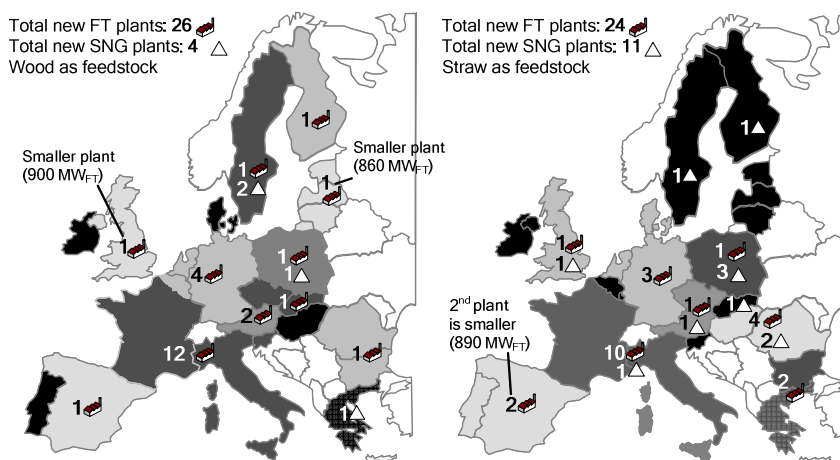 Total new FT plants: 26
Total new SNG plants: 4
Wood as feedstock
Smaller plant
(900 MWFT)
Smaller plant
(860 MWFT)
1
1
2
1
1
4
1
1
1
2
12
1
1
1
Total new FT plants: 24
Total new SNG plants: 11
Straw as feedstock
2nd plant
is smaller
(890 MWFT)
1
1
1
1
1
3
3
1
1
1
4
2
10
1
2
2